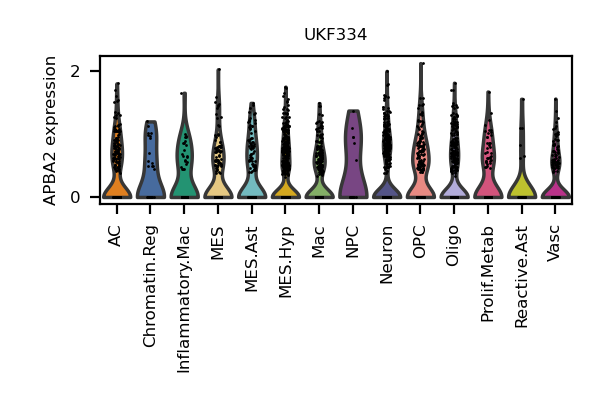 UKF334
APBA2 expression
2
0
AC
Chromatin.Reg
Inflammatory.Mac
MES
MES.Ast
MES.Hyp
Mac
NPC
Neuron
OPC
Oligo
Prolif.Metab
Reactive.Ast
Vasc